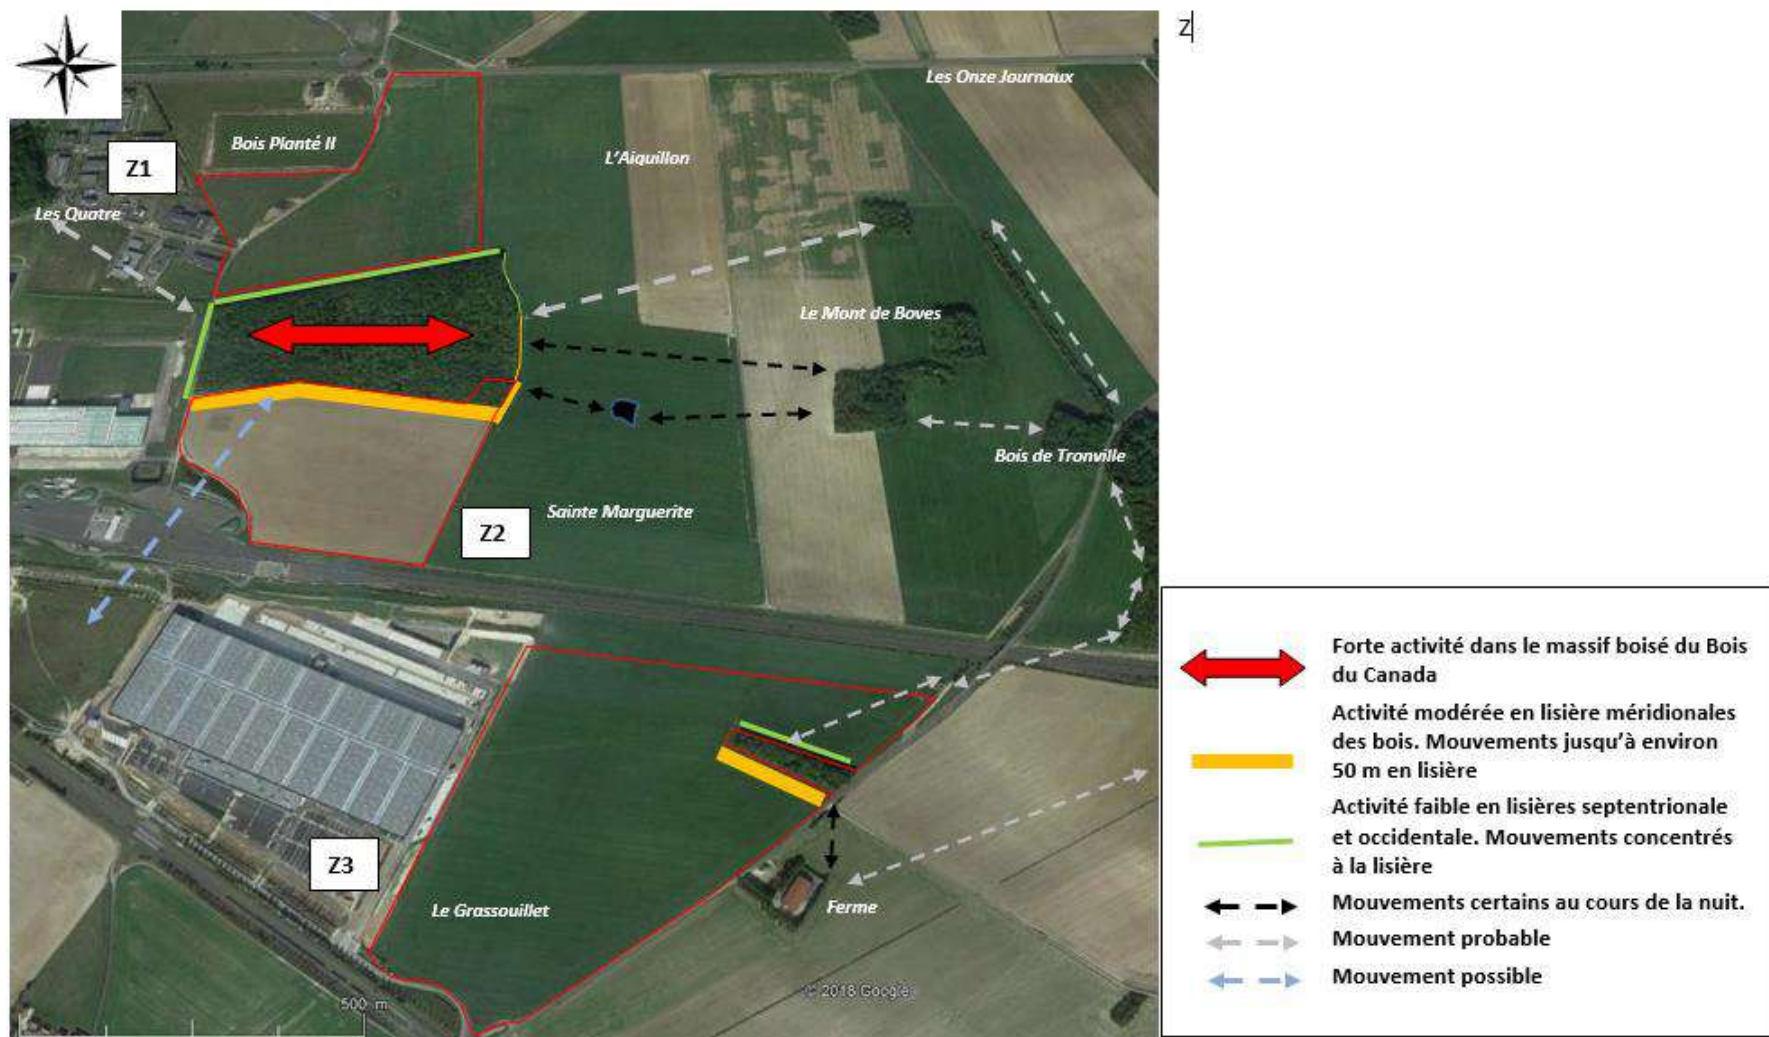 Z
Les Onze Journaux
Bois Planté II
L'Aiguillon
Z1
Les Quatre
Le Mont de Boves
Bois de Tronville
Sainte Marguerite
Z2
Z3
Le Grassouillet
Ferme
© 2018 Google
500 m
Forte activité dans le massif boisé du Bois
du Canada
Activité modérée en lisière méridionales
des bois. Mouvements jusqu'à environ
50 m en lisière
Activité faible en lisières septentrionale
et occidentale. Mouvements concentrés
à la lisière
Mouvements certains au cours de la nuit.
Mouvement probable
Mouvement possible